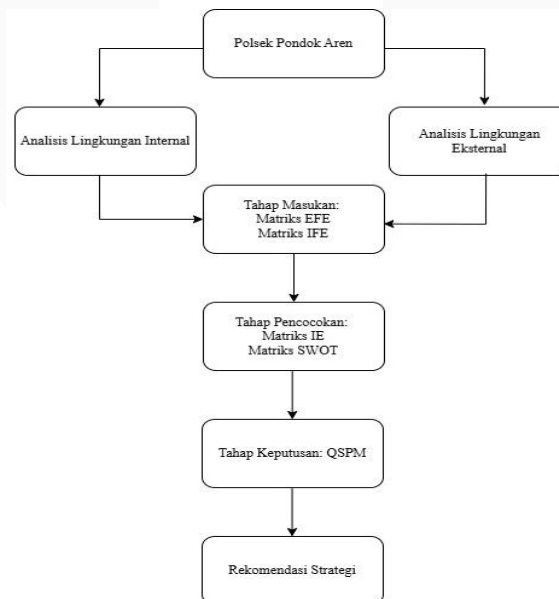 Polsek Pondok Aren
Analisis Lingkungan Internal
Analisis Lingkungan
Eksternal
Tahap Masukan:
Matriks EFE
Matriks IFE
Tahap Pencocokan:
Matriks IE
Matriks SWOT
Tahap Keputusan: QSPM
Rekomendasi Strategi